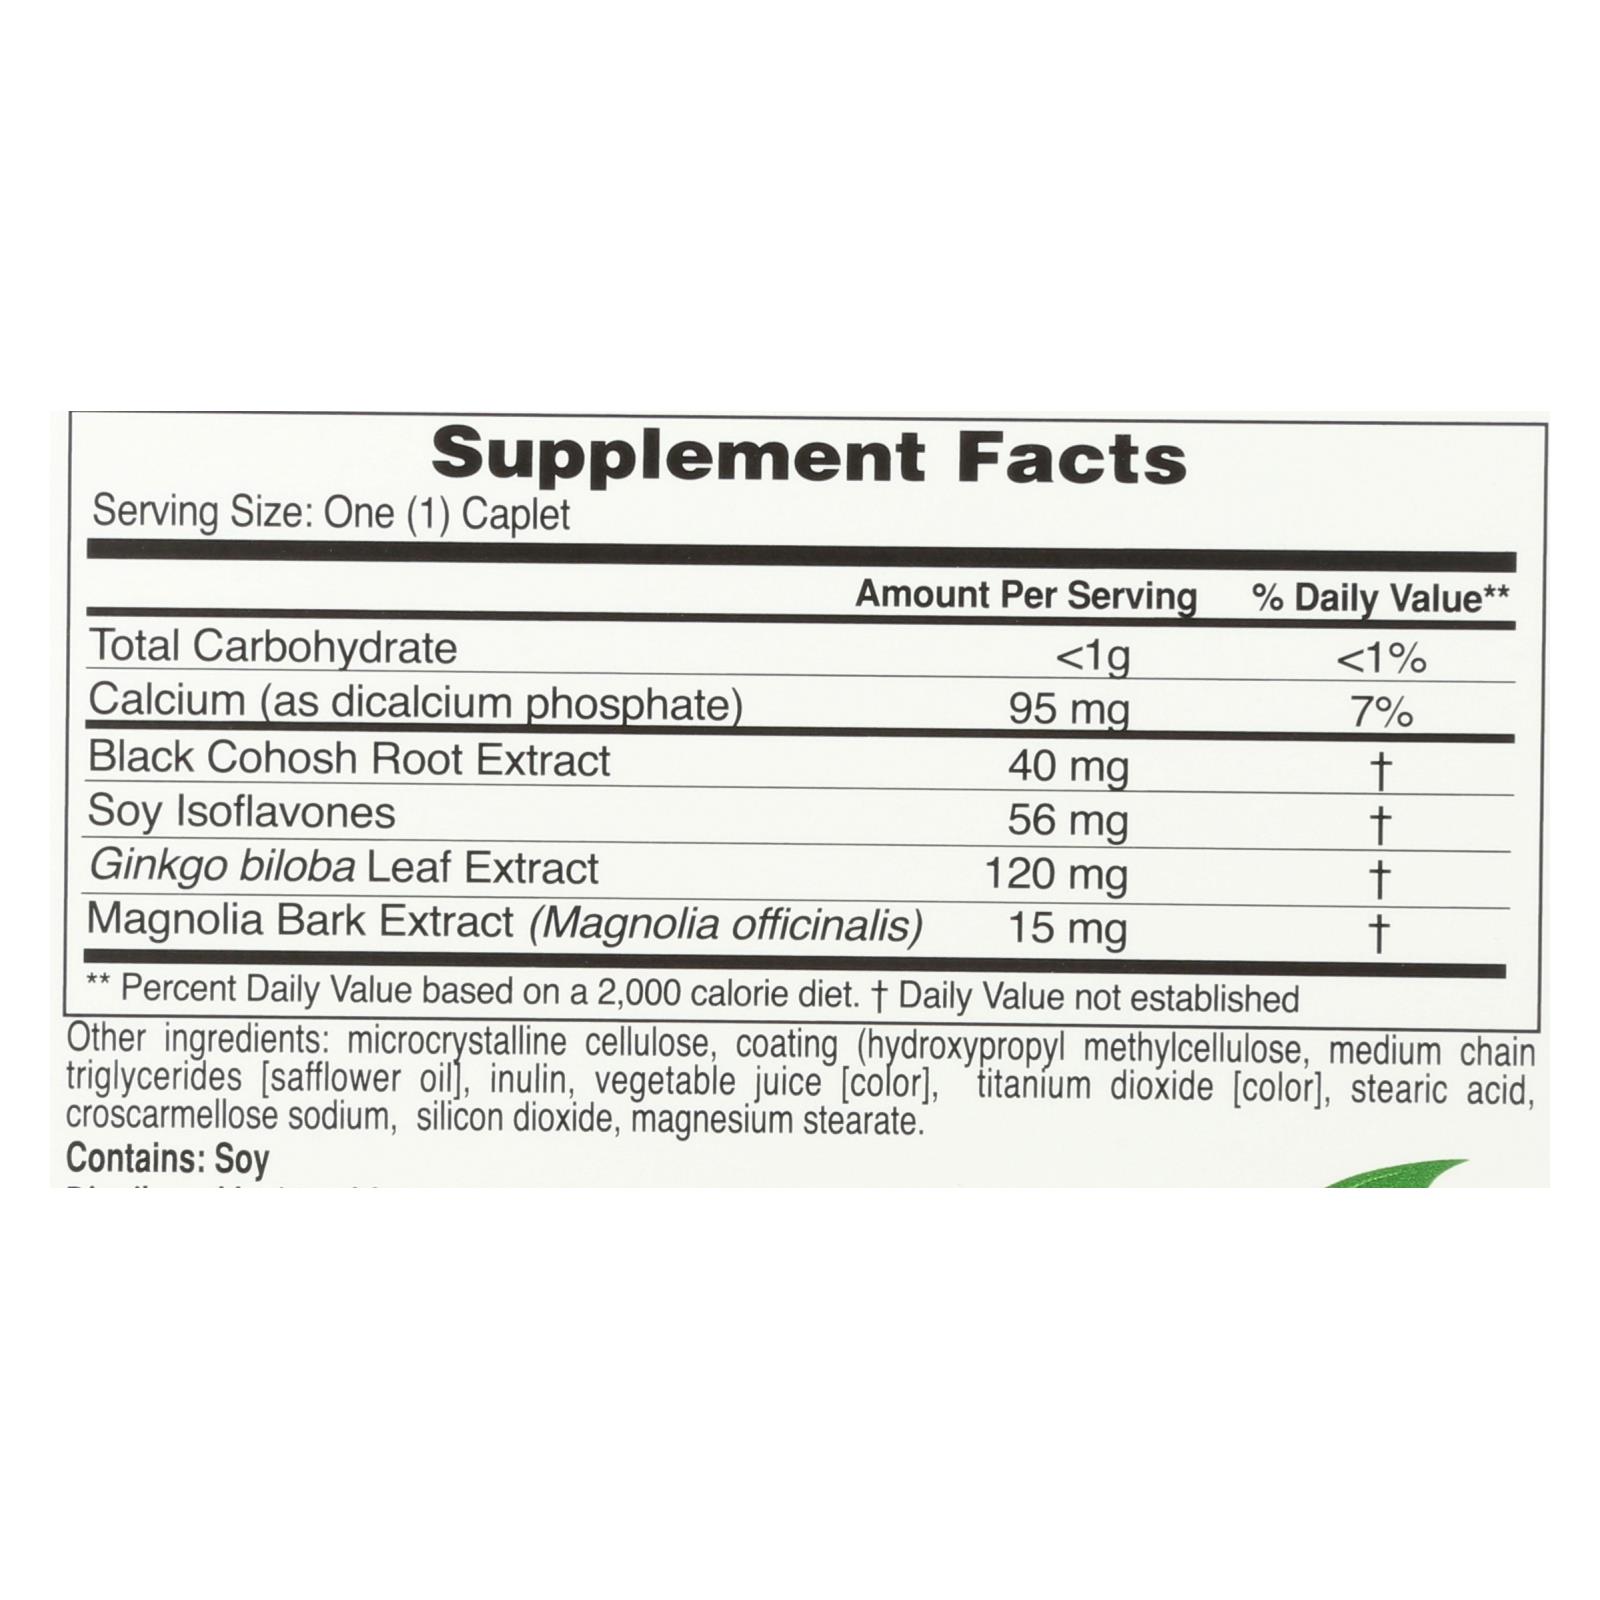 Supplement Facts
Serving Size: One (1) Caplet
Amount Per Serving % Daily Value**
Total Carbohydrate <1g <1%
Calcium (as dicalcium phosphate) 95 mg 7%
Black Cohosh Root Extract 40 mg †
Soy Isoflavones 56 mg †
Ginkgo biloba Leaf Extract 120 mg †
Magnolia Bark Extract (Magnolia officinalis) 15 mg †
** Percent Daily Value based on a 2,000 calorie diet. † Daily Value not established
Other ingredients: microcrystalline cellulose, coating (hydroxypropyl methylcellulose, medium chain
triglycerides [safflower oil], inulin, vegetable juice [color], titanium dioxide [color], stearic acid,
croscarmellose sodium, silicon dioxide, magnesium stearate.
Contains: Soy